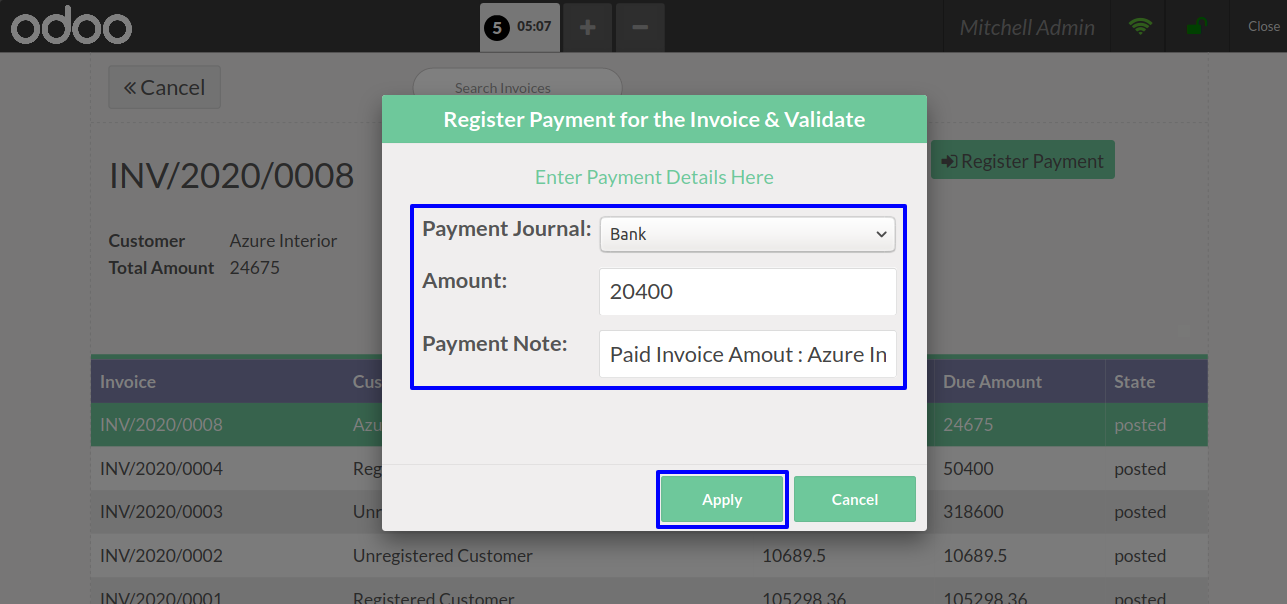 odoo 5 05:07 + − Mitchell Admin Close
« Cancel Search Invoices
Register Payment for the Invoice & Validate
Enter Payment Details Here
INV/2020/0008 Register Payment
Payment Journal: Bank
Customer Azure Interior
Total Amount 24675
Amount: 20400
Payment Note: Paid Invoice Amout : Azure In
Invoice Cus Due Amount State
INV/2020/0008 Azu 24675 posted
INV/2020/0004 Reg 50400 posted
INV/2020/0003 Unr 318600 posted
Apply Cancel
INV/2020/0002 Unregistered Customer 10689.5 10689.5 posted
INV/2020/0001 Registered Customer 105298.36 105298.36 posted